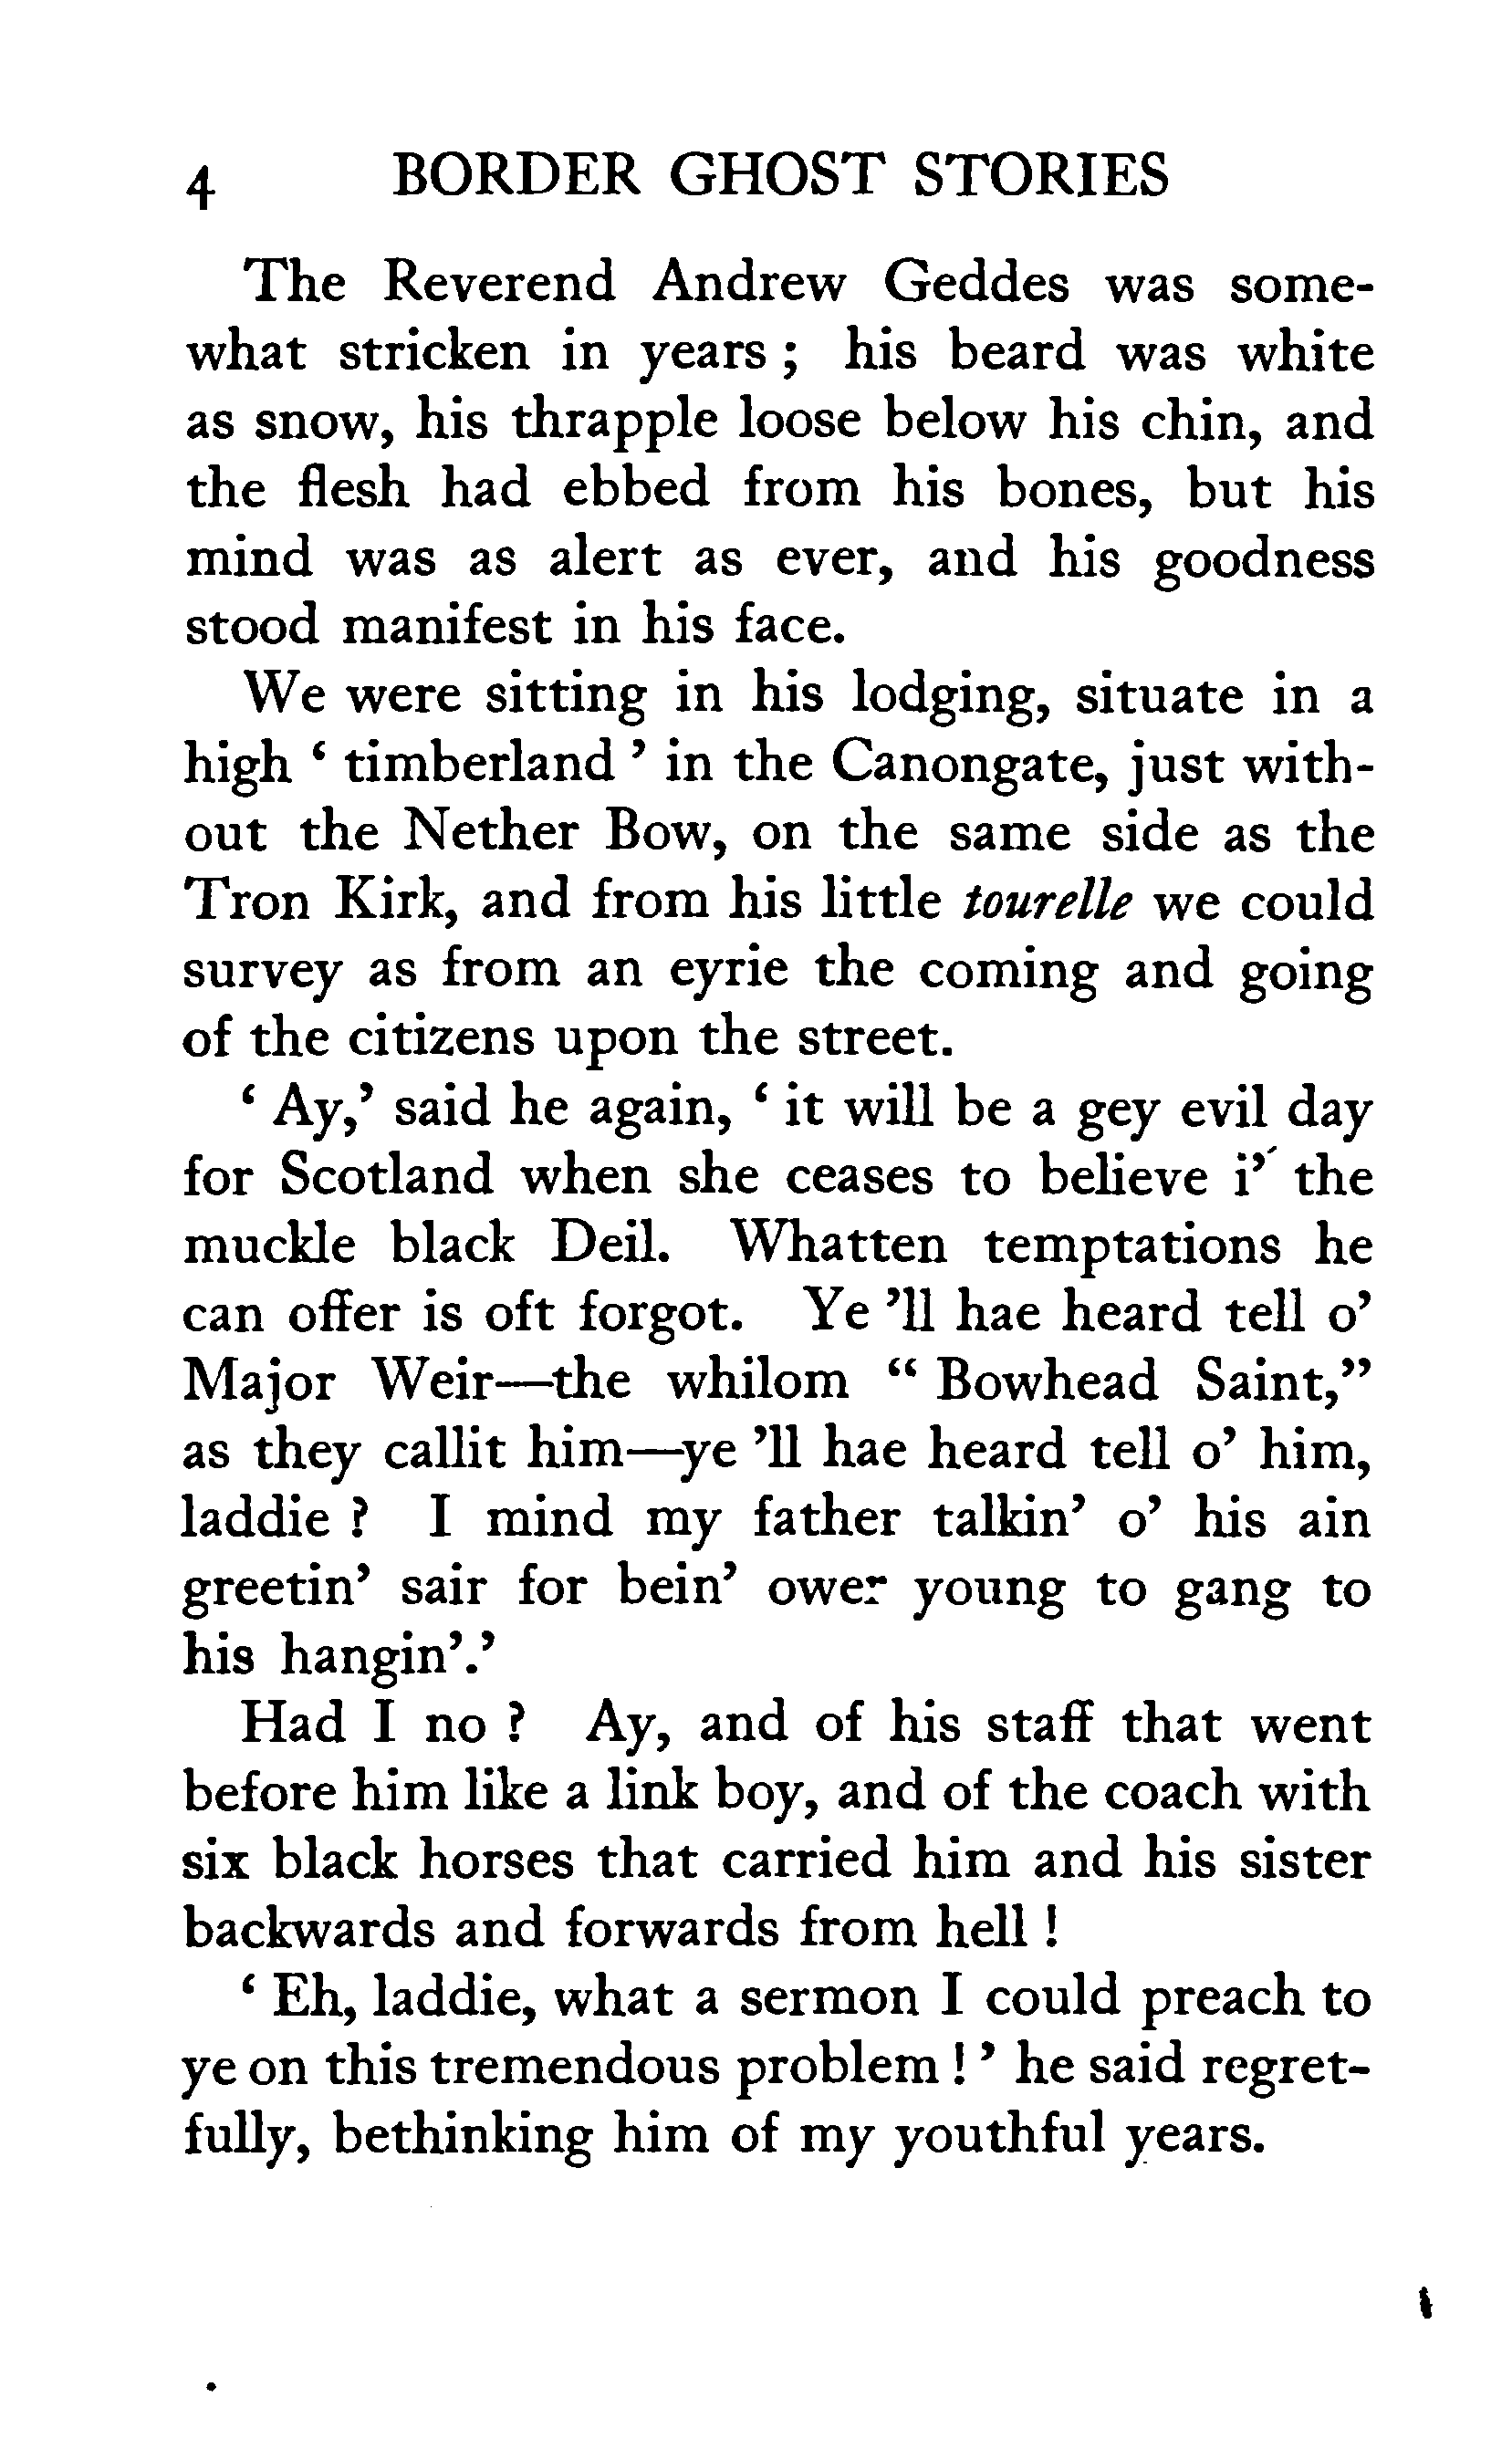 4 BORDER GHOST STORIES
The Reverend Andrew Geddes was some-
what stricken in years ; his beard was white
as snow, his thrapple loose below his chin, and
the flesh had ebbed from his bones, but his
mind was as alert as ever, and his goodness
stood manifest in his face.
We were sitting in his lodging, situate in a
high ‘ timberland ’ in the Canongate, just with-
out the Nether Bow, on the same side as the
Tron Kirk, and from his little tourelle we could
survey as from an eyrie the coming and going
of the citizens upon the street.
‘ Ay,’ said he again, ‘ it will be a gey evil day
for Scotland when she ceases to believe i’ the
muckle black Deil. Whatten temptations he
can offer is oft forgot. Ye ’ll hae heard tell o’
Major Weir—the whilom “ Bowhead Saint,”
as they callit him—ye ’ll hae heard tell o’ him,
laddie ? I mind my father talkin’ o’ his ain
greetin’ sair for bein’ ower young to gang to
his hangin’.’
Had I no ? Ay, and of his staff that went
before him like a link boy, and of the coach with
six black horses that carried him and his sister
backwards and forwards from hell !
‘ Eh, laddie, what a sermon I could preach to
ye on this tremendous problem ! ’ he said regret-
fully, bethinking him of my youthful years.